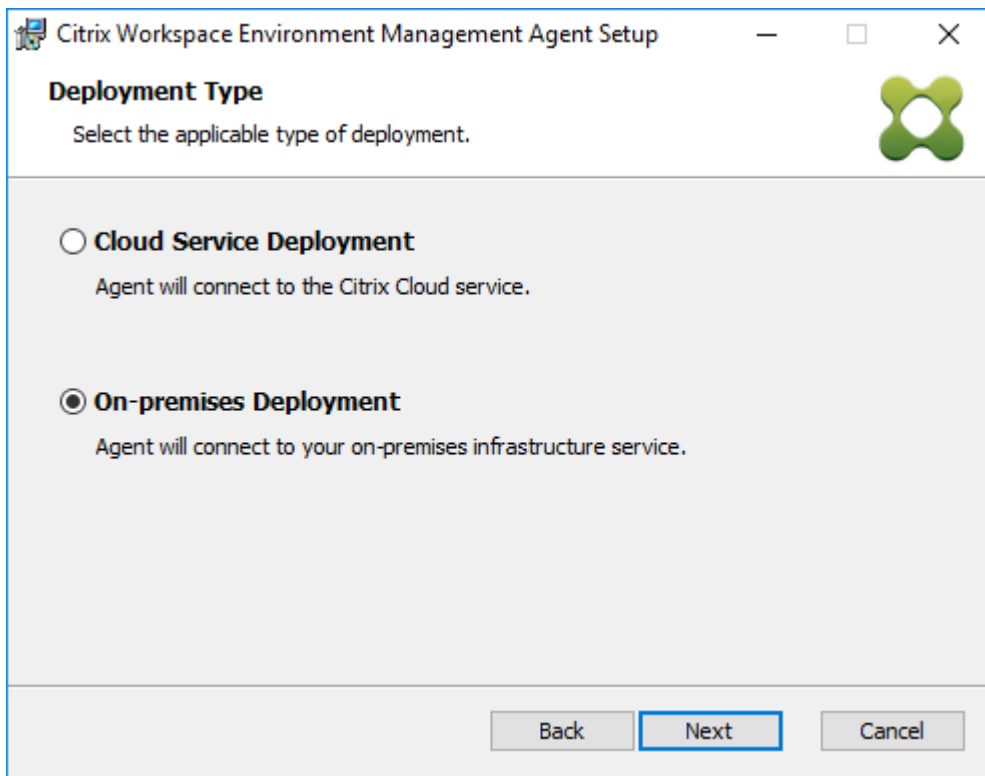 Citrix Workspace Environment Management Agent Setup
Deployment Type
Select the applicable type of deployment.
Cloud Service Deployment
Agent will connect to the Citrix Cloud service.
On-premises Deployment
Agent will connect to your on-premises infrastructure service.
Back Next Cancel